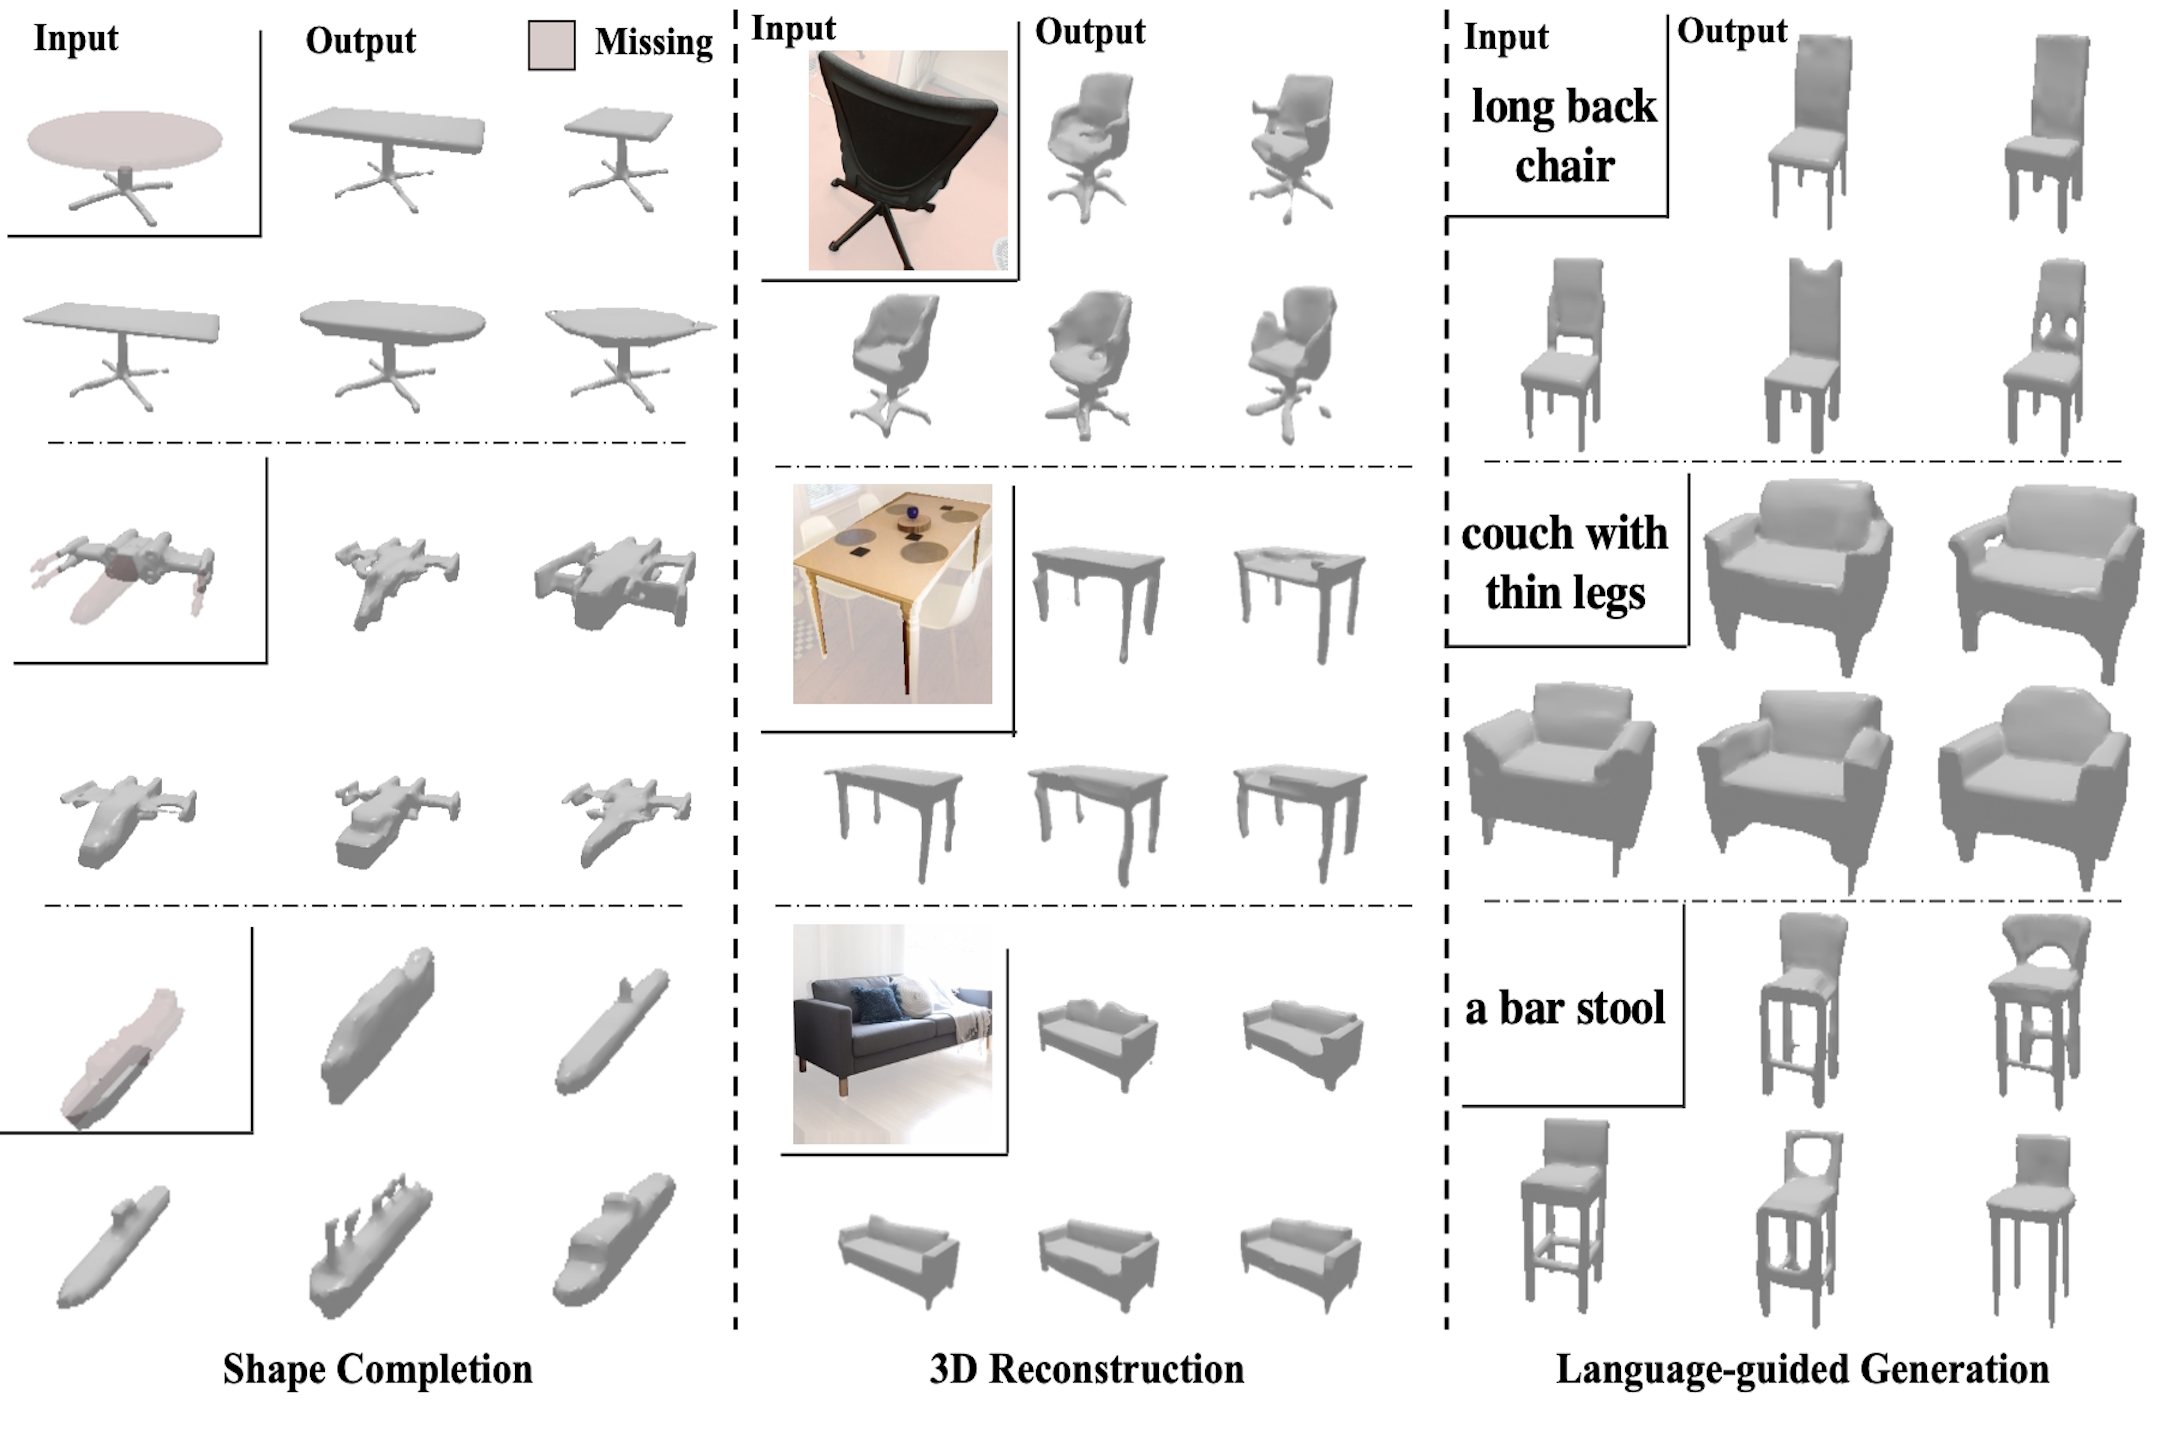 Input
Output
Missing
Input
Output
Input
Output
long back
chair
couch with
thin legs
a bar stool
Shape Completion
3D Reconstruction
Language-guided Generation